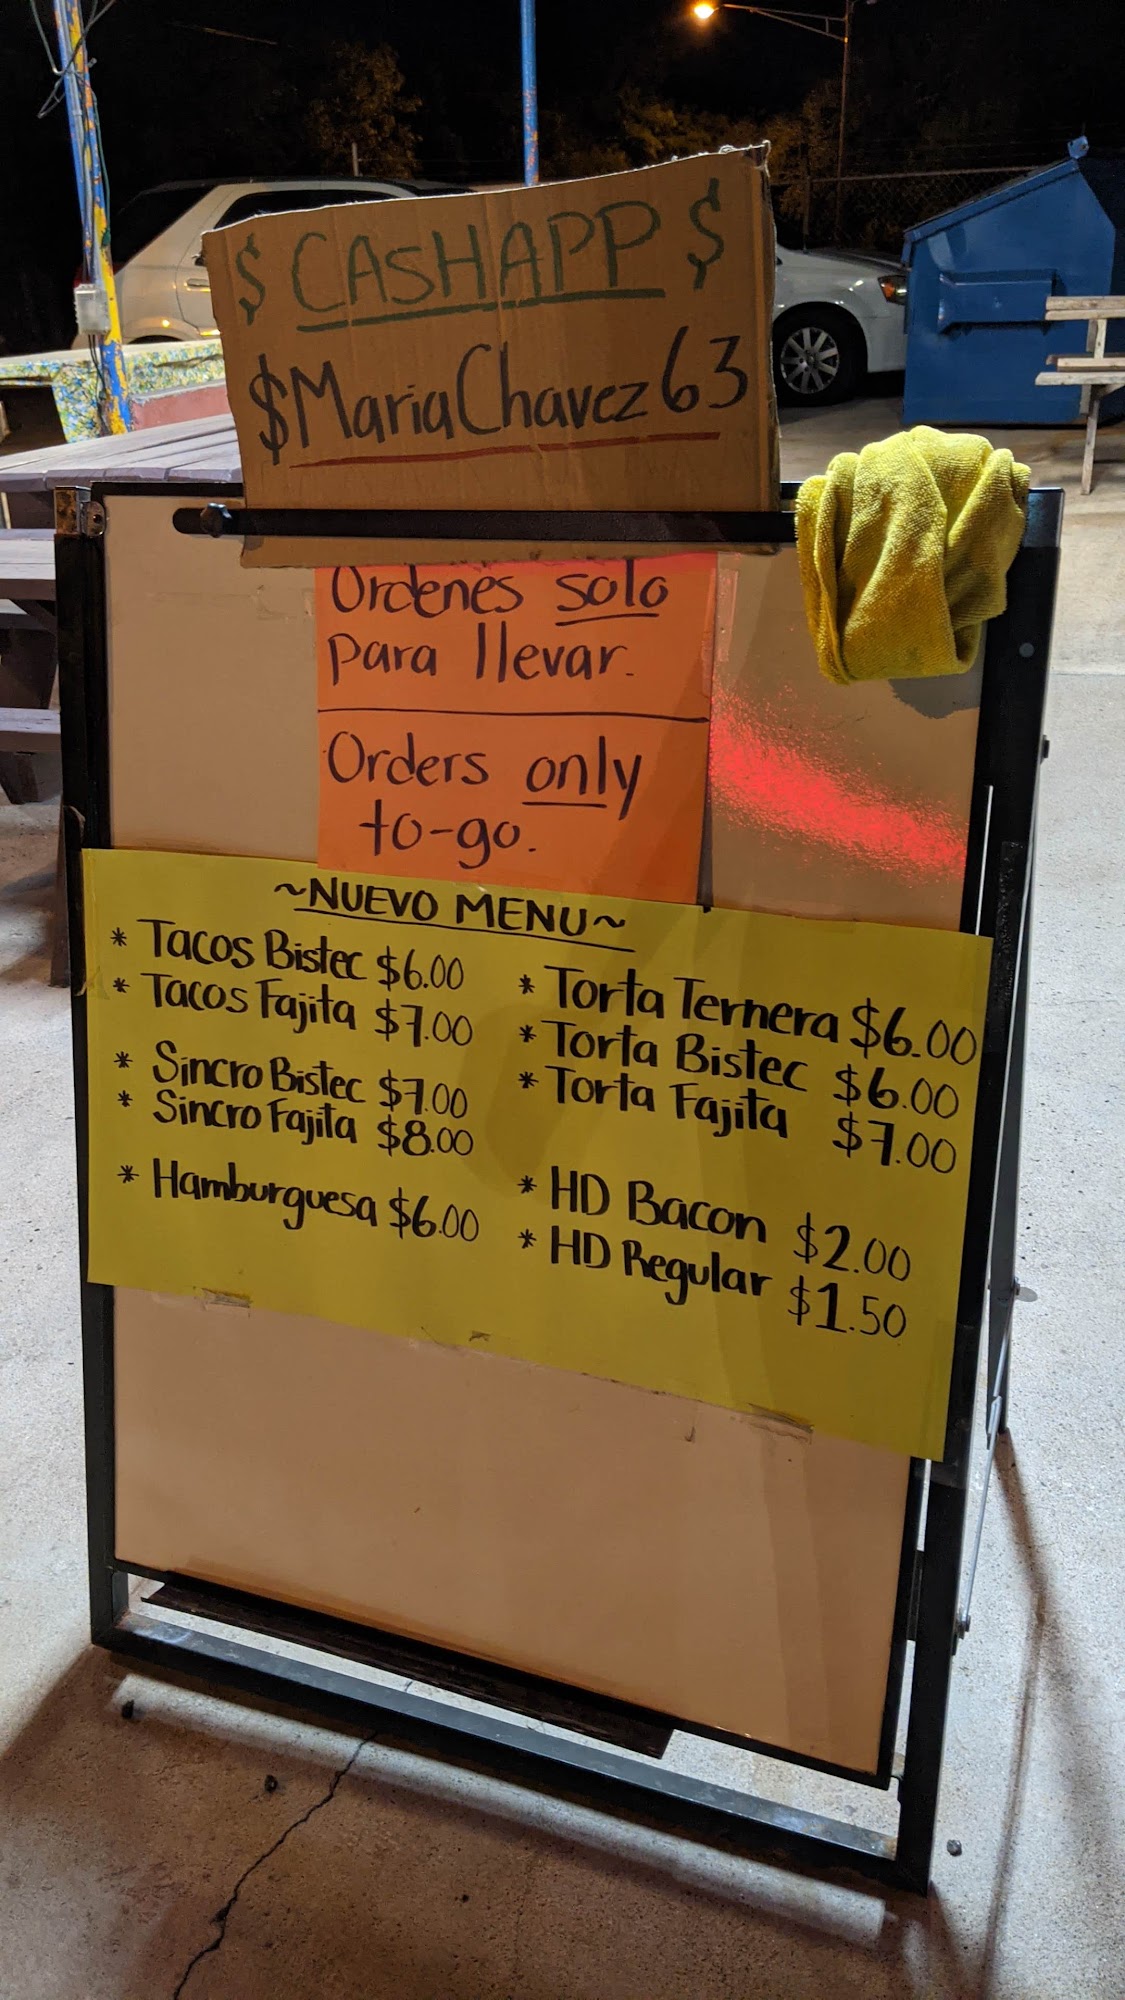 $ CASHAPP $
$MariaChavez63
Ordenes solo
para llevar.
Orders only
to-go.
~NUEVO MENU~
* Tacos Bistec $6.00
* Tacos Fajita $7.00
* Sincro Bistec $7.00
* Sincro Fajita $8.00
* Hamburguesa $6.00
* Torta Ternera $6.00
* Torta Bistec $6.00
* Torta Fajita $7.00
* HD Bacon $2.00
* HD Regular $1.50